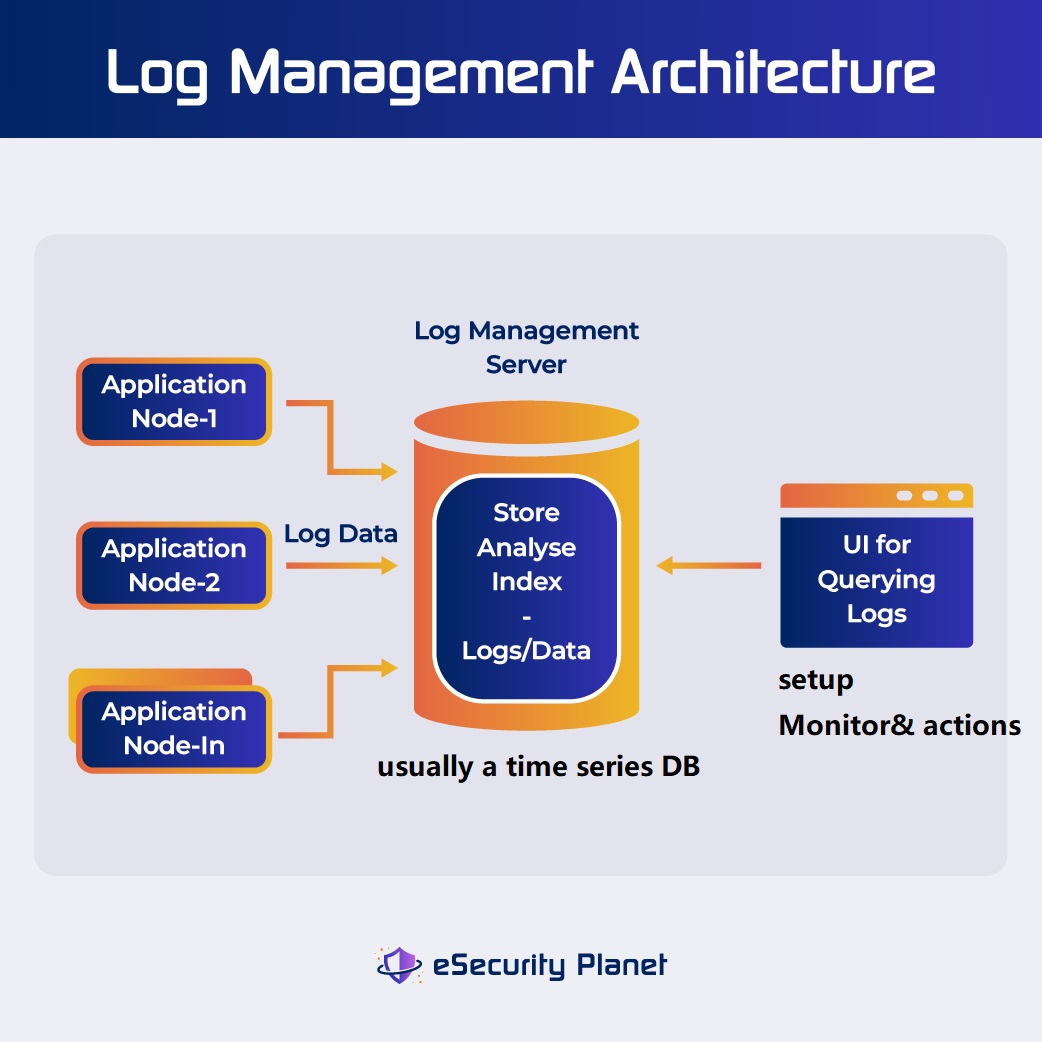 Log Management Architecture
Log Management
Server
Application
Node-1
Log Data
Application
Node-2
Application
Node-In
Store
Analyse
Index
-
Logs/Data
usually a time series DB
UI for
Querying
Logs
setup
Monitor& actions
eSecurity Planet